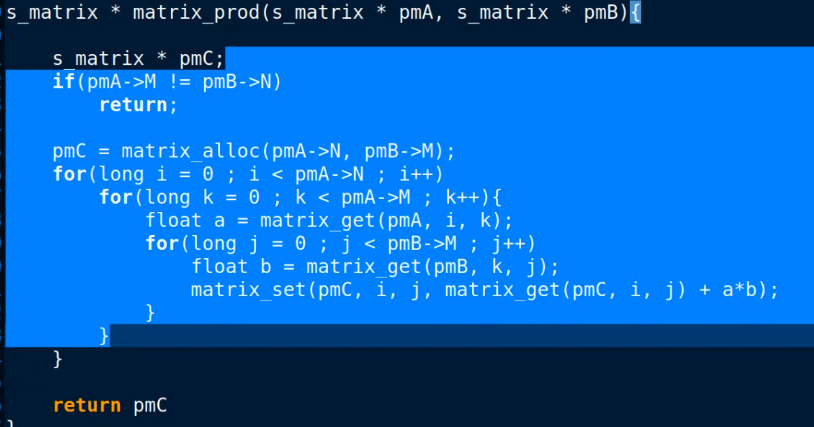 s_matrix * matrix_prod(s_matrix * pmA, s_matrix * pmB){
    s_matrix * pmC;
    if(pmA->M != pmB->N)
        return;
    pmC = matrix_alloc(pmA->N, pmB->M);
    for(long i = 0 ; i < pmA->N ; i++)
        for(long k = 0 ; k < pmA->M ; k++){
            float a = matrix_get(pmA, i, k);
            for(long j = 0 ; j < pmB->M ; j++)
                float b = matrix_get(pmB, k, j);
                matrix_set(pmC, i, j, matrix_get(pmC, i, j) + a*b);
            }
        }
    }
    return pmC
}